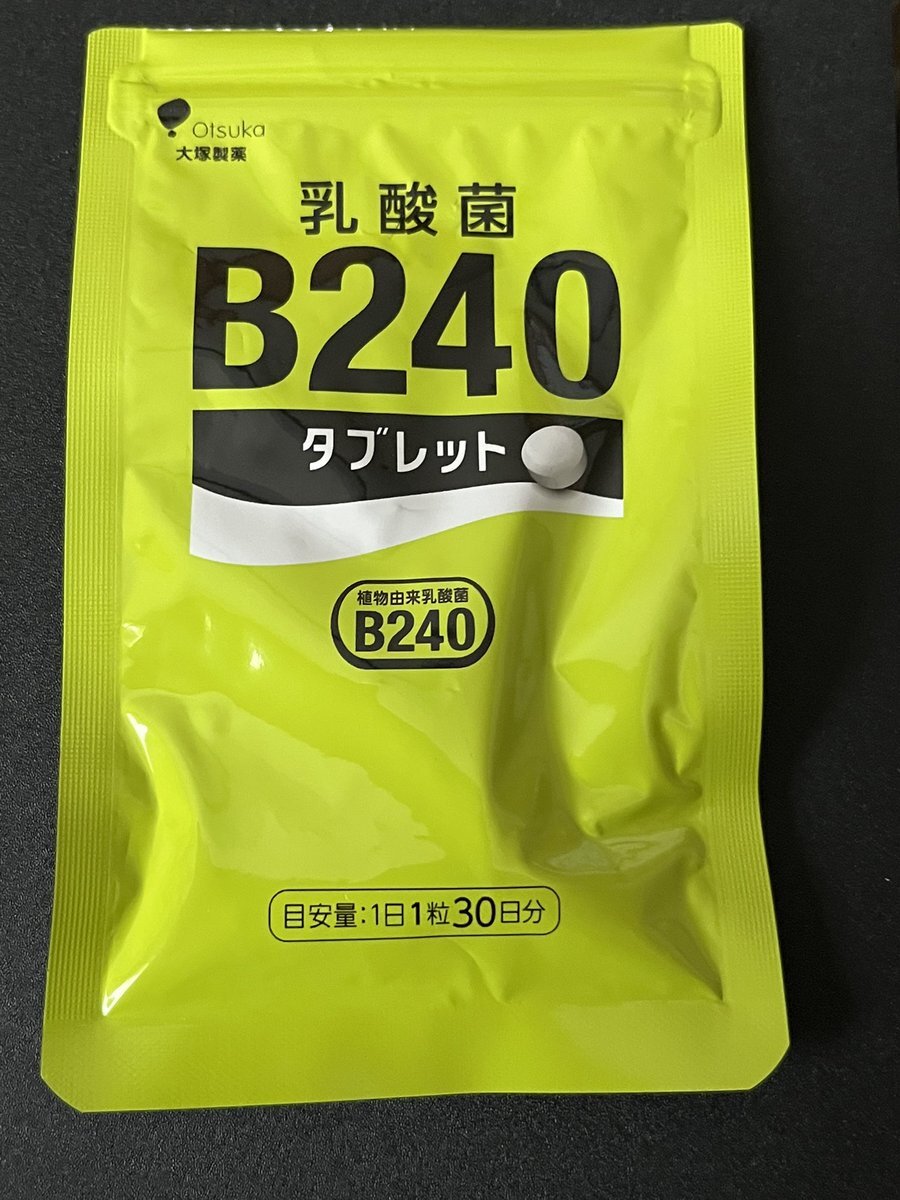 Otsuka
大塚製薬
乳酸菌
B240
タブレット
植物由来乳酸菌
B240
目安量:1日1粒30日分